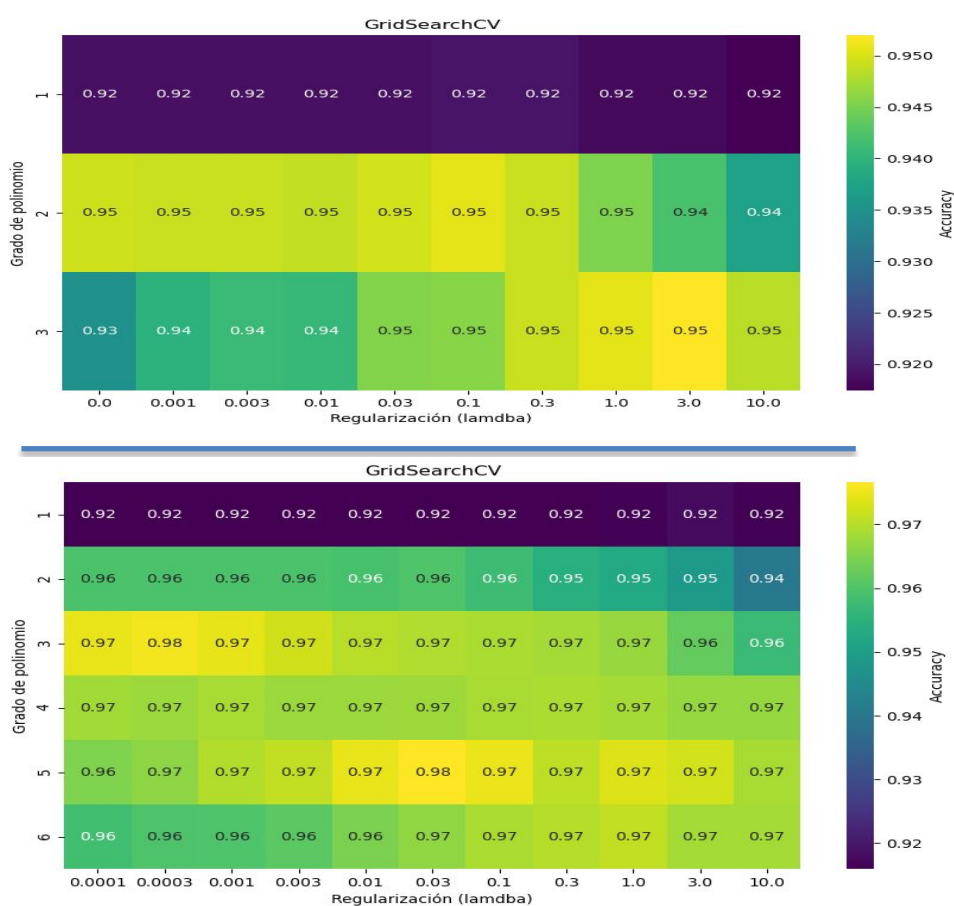 GridSearchCV
1 0.92 0.92 0.92 0.92 0.92 0.92 0.92 0.92 0.92 0.92
2 0.95 0.95 0.95 0.95 0.95 0.95 0.95 0.95 0.94 0.94
3 0.93 0.94 0.94 0.94 0.95 0.95 0.95 0.95 0.95 0.95
0.0 0.001 0.003 0.01 0.03 0.1 0.3 1.0 3.0 10.0
Regularización (lamdba)
Grado de polinomio
0.950
0.945
0.940
0.935
0.930
0.925
0.920
Accuracy
GridSearchCV
1 0.92 0.92 0.92 0.92 0.92 0.92 0.92 0.92 0.92 0.92 0.92
2 0.96 0.96 0.96 0.96 0.96 0.96 0.96 0.95 0.95 0.95 0.94
3 0.97 0.98 0.97 0.97 0.97 0.97 0.97 0.97 0.97 0.96 0.96
4 0.97 0.97 0.97 0.97 0.97 0.97 0.97 0.97 0.97 0.97 0.97
5 0.96 0.97 0.97 0.97 0.97 0.98 0.97 0.97 0.97 0.97 0.97
6 0.96 0.96 0.96 0.96 0.96 0.97 0.97 0.97 0.97 0.97 0.97
0.0001 0.0003 0.001 0.003 0.01 0.03 0.1 0.3 1.0 3.0 10.0
Regularización (lamdba)
Grado de polinomio
0.97
0.96
0.95
0.94
0.93
0.92
Accuracy